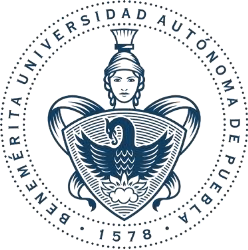 BENEMÉRITA UNIVERSIDAD AUTÓNOMA DE PUEBLA
· 1578 ·